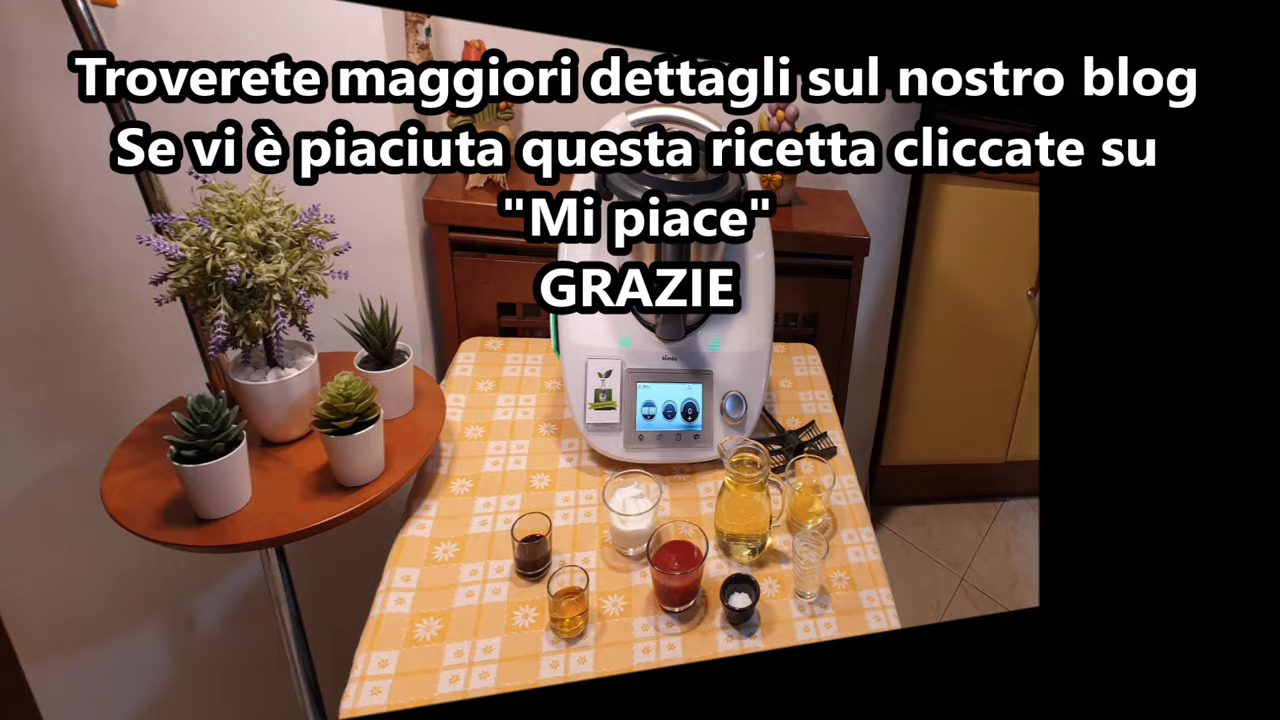 Troverete maggiori dettagli sul nostro blog
Se vi è piaciuta questa ricetta cliccate su
"Mi piace"
GRAZIE